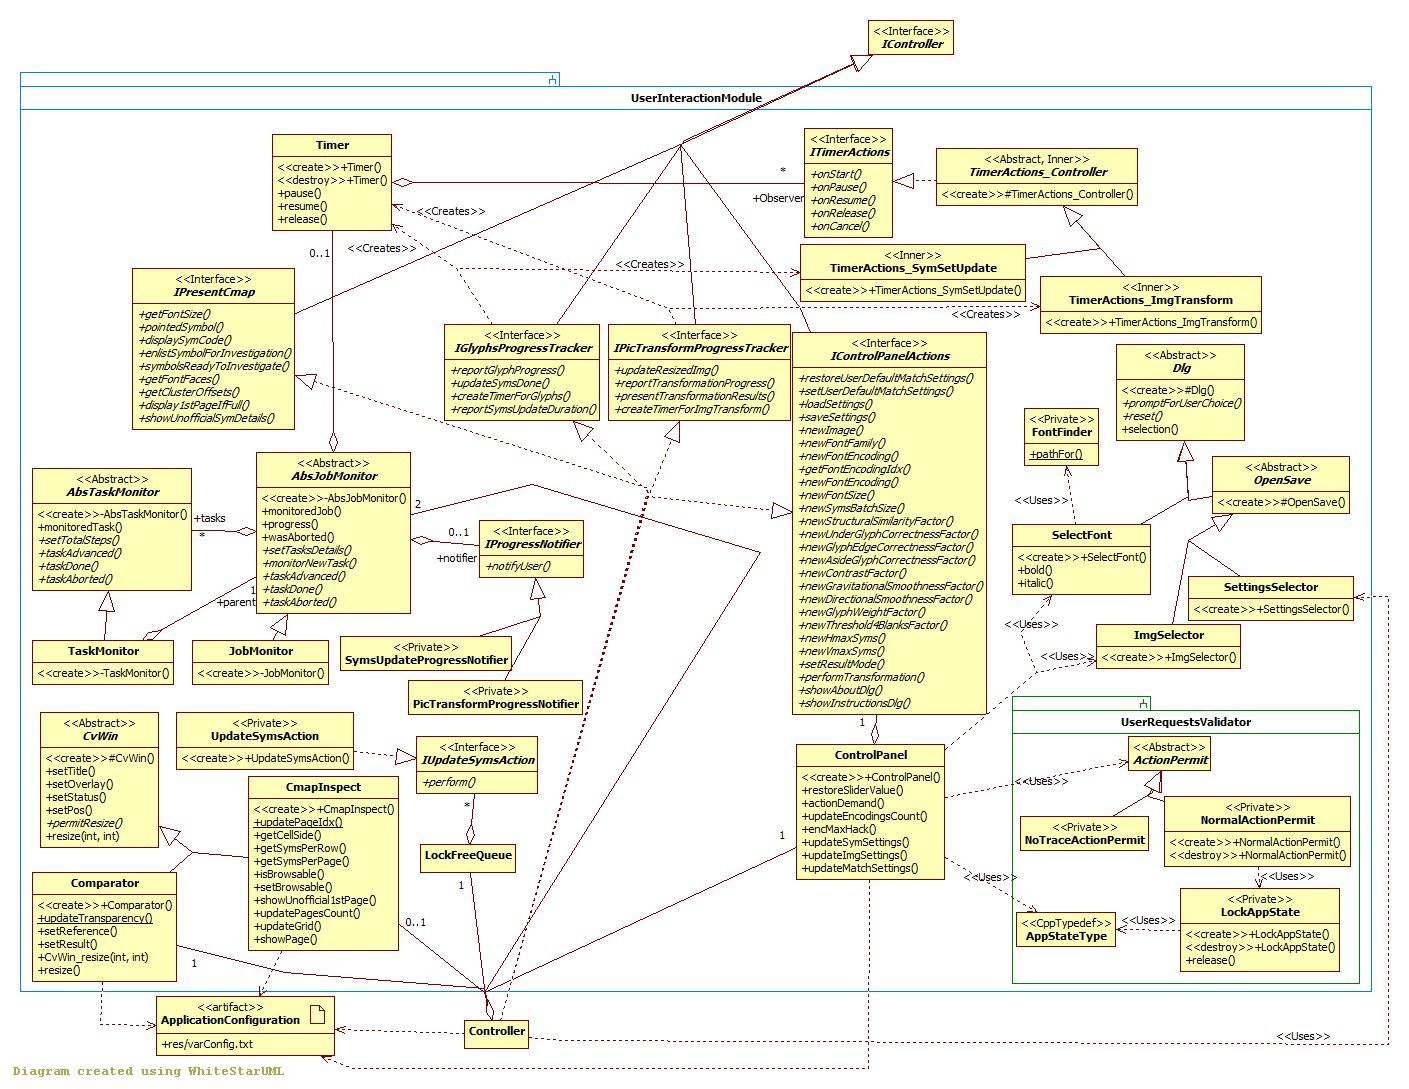 <<Interface>>
IController
UserInteractionModule
Timer
<<create>>+Timer()
<<destroy>>+Timer()
+pause()
+resume()
+release()
<<Interface>>
ITimerActions
+onStart()
+onPause()
+onResume()
+onRelease()
+onCancel()
*
+Observer
<<Abstract, Inner>>
TimerActions_Controller
<<create>>#TimerActions_Controller()
<<Creates>>
<<Creates>>
<<Creates>>
<<Creates>>
0..1
<<Inner>>
TimerActions_SymSetUpdate
<<create>>+TimerActions_SymSetUpdate()
<<Inner>>
TimerActions_ImgTransform
<<create>>+TimerActions_ImgTransform()
<<Interface>>
IPresentCmap
+getFontSize()
+pointedSymbol()
+displaySymCode()
+enlistSymbolForInvestigation()
+symbolsReadyToInvestigate()
+getFontFaces()
+getClusterOffsets()
+display1stPageIfFull()
+showUnofficialSymDetails()
<<Interface>>
IGlyphsProgressTracker
+reportGlyphProgress()
+updateSymsDone()
+createTimerForGlyphs()
+reportSymsUpdateDuration()
<<Interface>>
IPicTransformProgressTracker
+updateResizedImg()
+reportTransformationProgress()
+presentTransformationResults()
+createTimerForImgTransform()
<<Interface>>
IControlPanelActions
+restoreUserDefaultMatchSettings()
+setUserDefaultMatchSettings()
+loadSettings()
+saveSettings()
+newImage()
+newFontFamily()
+newFontEncoding()
+getFontEncodingIdx()
+newFontEncoding()
+newFontSize()
+newSymsBatchSize()
+newStructuralSimilarityFactor()
+newUnderGlyphCorrectnessFactor()
+newGlyphEdgeCorrectnessFactor()
+newAsideGlyphCorrectnessFactor()
+newContrastFactor()
+newGravitationalSmoothnessFactor()
+newDirectionalSmoothnessFactor()
+newGlyphWeightFactor()
+newThreshold4BlanksFactor()
+newHmaxSyms()
+newVmaxSyms()
+setResultMode()
+performTransformation()
+showAboutDlg()
+showInstructionsDlg()
<<Abstract>>
Dlg
<<create>>#Dlg()
+promptForUserChoice()
+reset()
+selection()
<<Private>>
FontFinder
+pathFor()
<<Abstract>>
OpenSave
<<create>>#OpenSave()
<<Uses>>
SelectFont
<<create>>+SelectFont()
+bold()
+italic()
SettingsSelector
<<create>>+SettingsSelector()
<<Uses>>
ImgSelector
<<create>>+ImgSelector()
<<Uses>>
<<Abstract>>
AbsTaskMonitor
<<create>>-AbsTaskMonitor()
+monitoredTask()
+setTotalSteps()
+taskAdvanced()
+taskDone()
+taskAborted()
+tasks
*
<<Abstract>>
AbsJobMonitor
<<create>>-AbsJobMonitor()
+monitoredJob()
+progress()
+wasAborted()
+setTasksDetails()
+monitorNewTask()
+taskAdvanced()
+taskDone()
+taskAborted()
2
0..1
+notifier
<<Interface>>
IProgressNotifier
+notifyUser()
1
+parent
TaskMonitor
<<create>>-TaskMonitor()
JobMonitor
<<create>>-JobMonitor()
<<Private>>
SymsUpdateProgressNotifier
<<Private>>
PicTransformProgressNotifier
<<Abstract>>
CvWin
<<create>>#CvWin()
+setTitle()
+setOverlay()
+setStatus()
+setPos()
+permitResize()
+resize(int, int)
<<Private>>
UpdateSymsAction
<<create>>+UpdateSymsAction()
<<Interface>>
IUpdateSymsAction
+perform()
*
LockFreeQueue
1
CmapInspect
<<create>>+CmapInspect()
+updatePageIdx()
+getCellSide()
+getSymsPerRow()
+getSymsPerPage()
+isBrowsable()
+setBrowsable()
+showUnofficial1stPage()
+updatePagesCount()
+updateGrid()
+showPage()
0..1
Comparator
<<create>>+Comparator()
+updateTransparency()
+setReference()
+setResult()
+CvWin_resize(int, int)
+resize()
1
1
1
ControlPanel
<<create>>+ControlPanel()
+restoreSliderValue()
+actionDemand()
+updateEncodingsCount()
+encMaxHack()
+updateSymSettings()
+updateImgSettings()
+updateMatchSettings()
UserRequestsValidator
<<Abstract>>
ActionPermit
<<Uses>>
<<Private>>
NoTraceActionPermit
<<Private>>
NormalActionPermit
<<create>>+NormalActionPermit()
<<destroy>>+NormalActionPermit()
<<Uses>>
<<Uses>>
<<Private>>
LockAppState
<<create>>+LockAppState()
<<destroy>>+LockAppState()
+release()
<<Uses>>
<<CppTypedef>>
AppStateType
<<artifact>>
ApplicationConfiguration
+res/varConfig.txt
Controller
<<Uses>>
Diagram created using WhiteStarUML